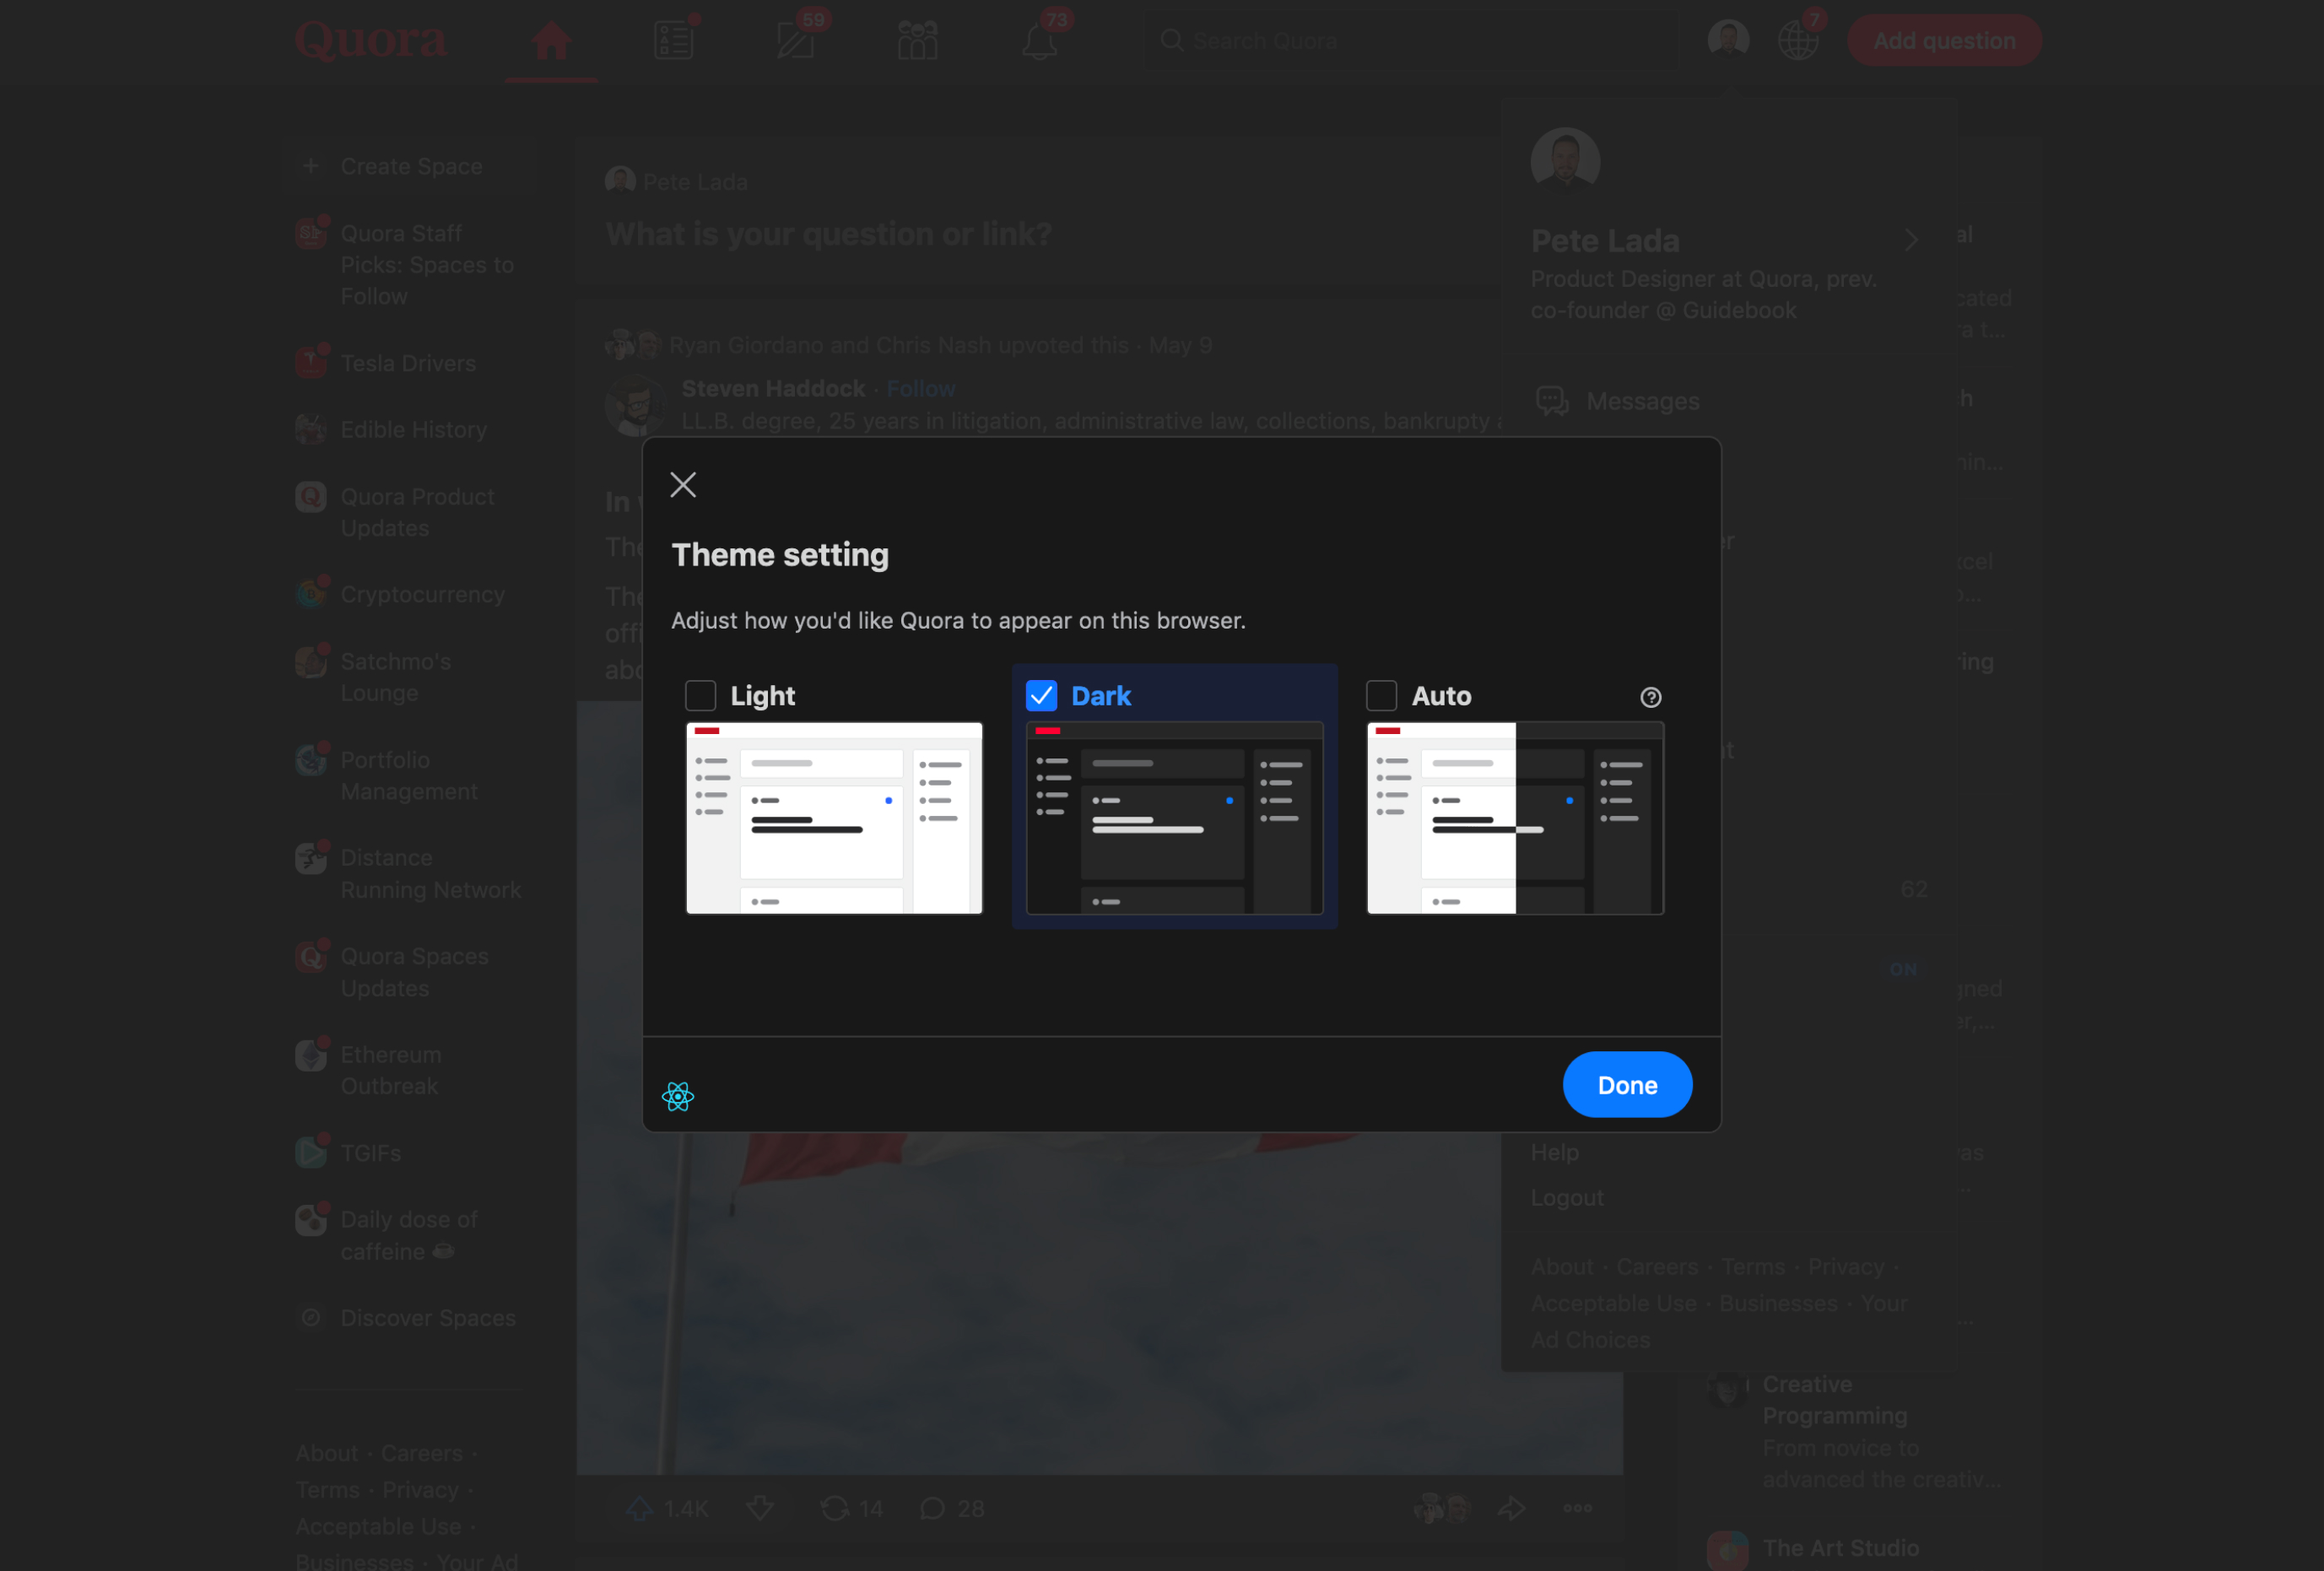 Quora
59
73
Search Quora
7
Add question
Create Space
Quora Staff
Picks: Spaces to
Follow
Tesla Drivers
Edible History
Quora Product
Updates
Cryptocurrency
Satchmo's
Lounge
Portfolio
Management
Distance
Running Network
Quora Spaces
Updates
Ethereum
Outbreak
TGIFs
Daily dose of
caffeine
Discover Spaces
About · Careers ·
Terms · Privacy ·
Acceptable Use ·
Businesses · Your Ad
Pete Lada
What is your question or link?
Ryan Giordano and Chris Nash upvoted this · May 9
Steven Haddock · Follow
LL.B. degree, 25 years in litigation, administrative law, collections, bankrupty
In
Theme setting
Adjust how you'd like Quora to appear on this browser.
Light
Dark
Auto
Done
1.4K
14
28
Pete Lada
Product Designer at Quora, prev.
co-founder @ Guidebook
Messages
62
ON
Help
Logout
About · Careers · Terms · Privacy ·
Acceptable Use · Businesses · Your
Ad Choices
Creative
Programming
From novice to
advanced the creativ...
The Art Studio